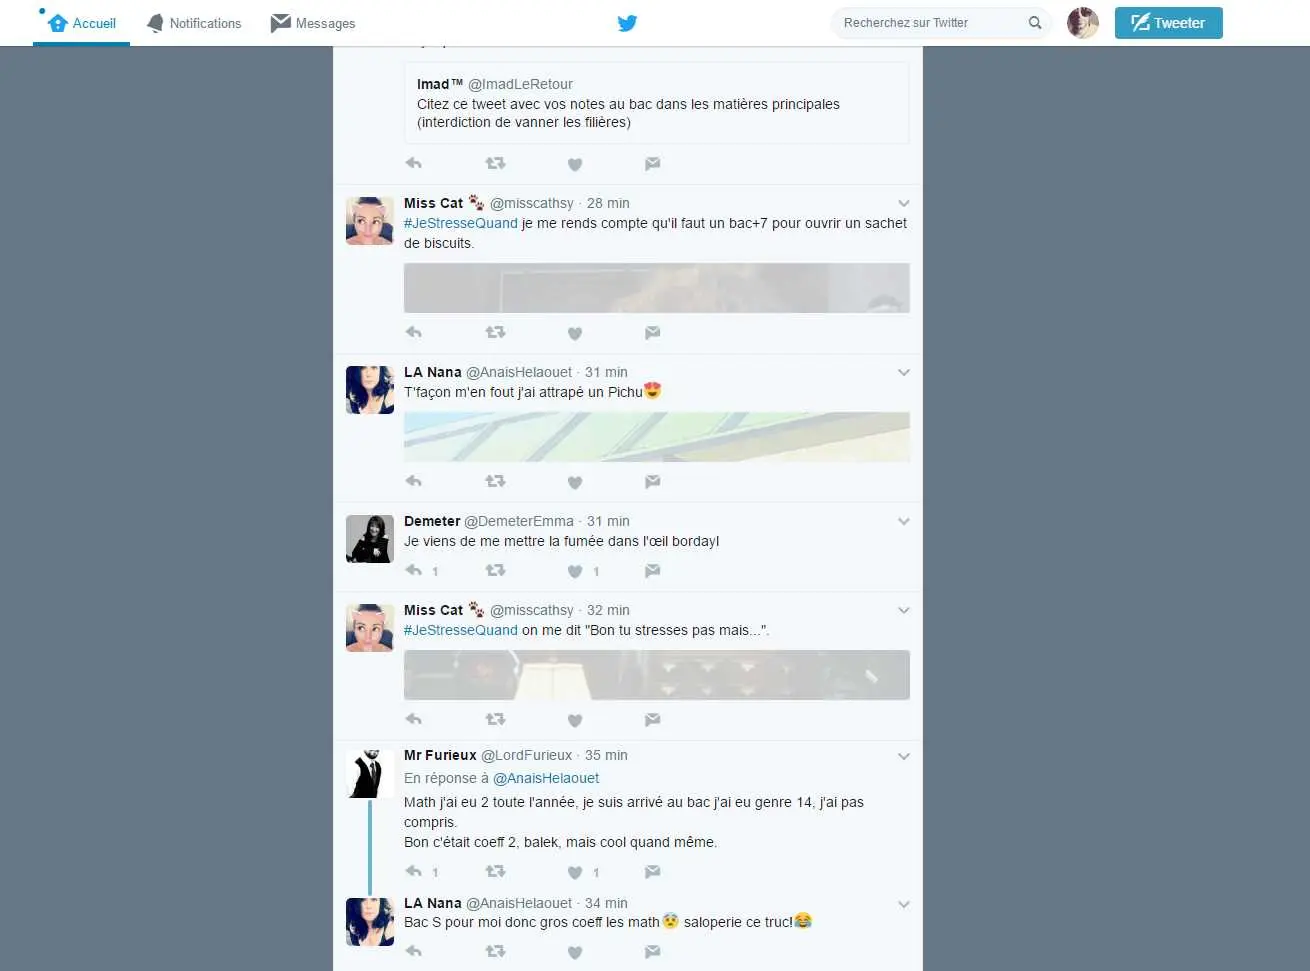 Accueil
Notifications
Messages
Recherchez sur Twitter
Tweeter
Imad™ @ImadLeRetour
Citez ce tweet avec vos notes au bac dans les matières principales
(interdiction de vanner les filières)
Miss Cat 🐾 @misscathsy · 28 min
#JeStresseQuand je me rends compte qu'il faut un bac+7 pour ouvrir un sachet
de biscuits.
LA Nana @AnaisHelaouet · 31 min
T'façon m'en fout j'ai attrapé un Pichu😍
Demeter @DemeterEmma · 31 min
Je viens de me mettre la fumée dans l'œil bordayl
1 1
Miss Cat 🐾 @misscathsy · 32 min
#JeStresseQuand on me dit "Bon tu stresses pas mais...".
Mr Furieux @LordFurieux · 35 min
En réponse à @AnaisHelaouet
Math j'ai eu 2 toute l'année, je suis arrivé au bac j'ai eu genre 14, j'ai pas
compris.
Bon c'était coeff 2, balek, mais cool quand même.
1 1
LA Nana @AnaisHelaouet · 34 min
Bac S pour moi donc gros coeff les math😨 saloperie ce truc!😂